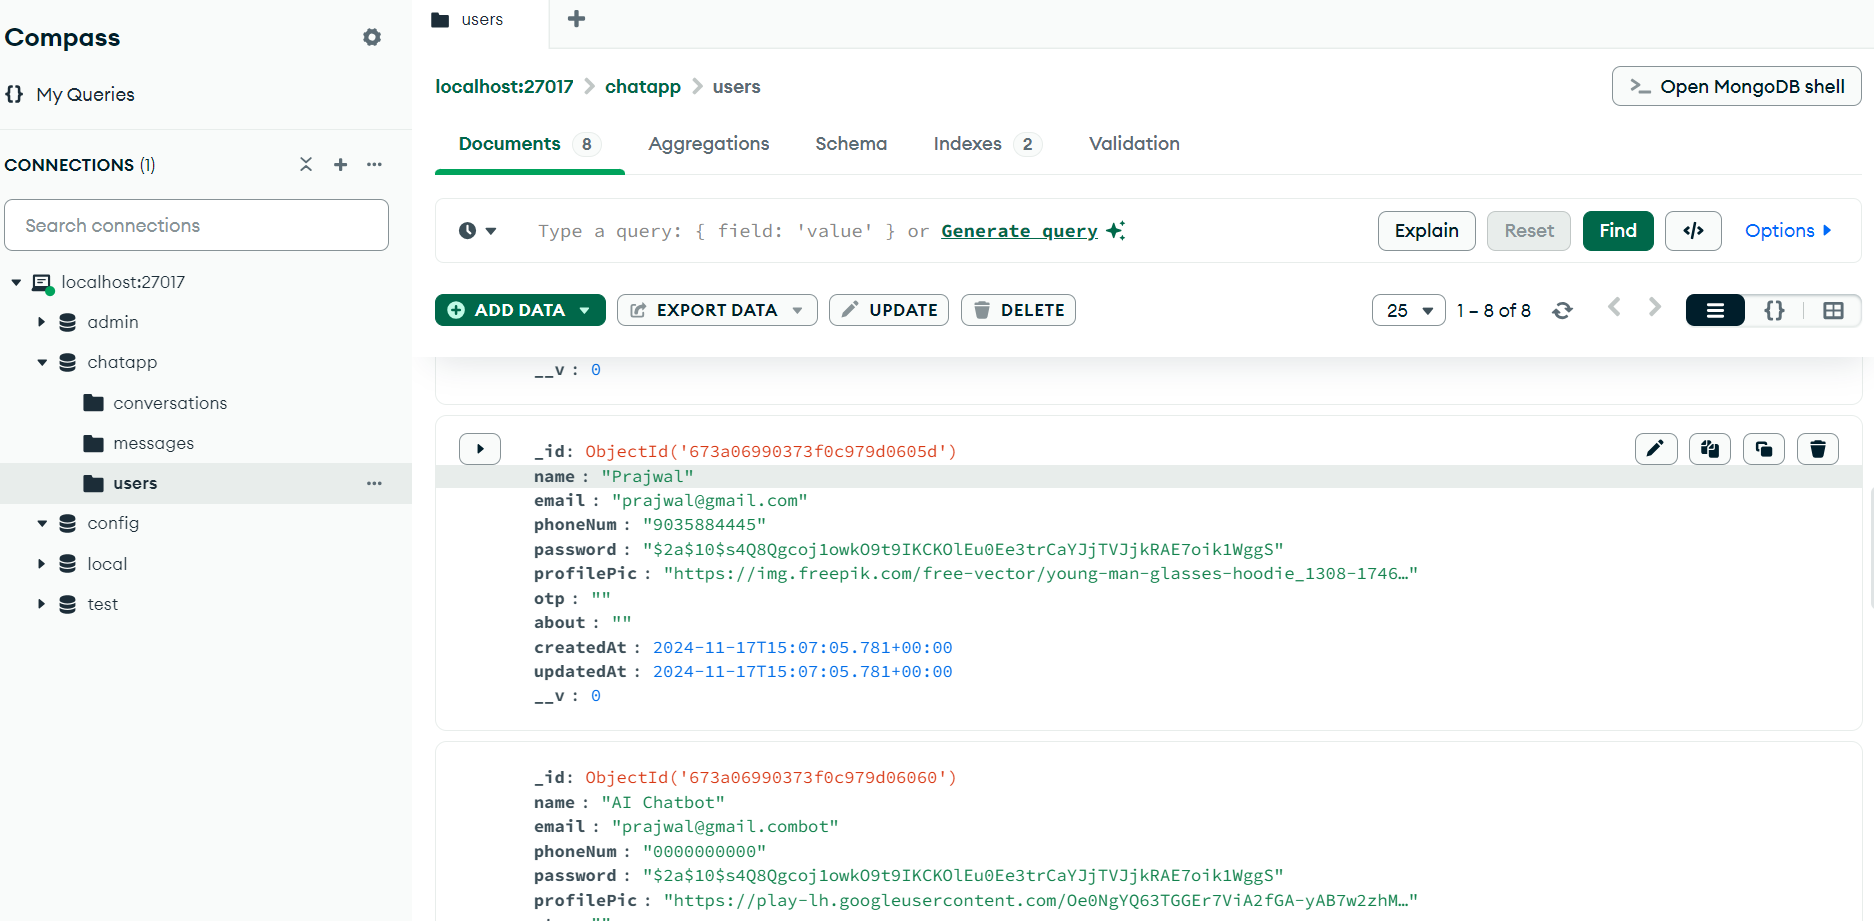 Compass
My Queries
CONNECTIONS (1)
Search connections
localhost:27017
admin
chatapp
conversations
messages
users
config
local
test
users
localhost:27017 > chatapp > users
>_ Open MongoDB shell
Documents 8 Aggregations Schema Indexes 2 Validation
Type a query: { field: 'value' } or Generate query
Explain Reset Find </> Options
ADD DATA EXPORT DATA UPDATE DELETE
25 1 – 8 of 8 {}
__v : 0
_id: ObjectId('673a06990373f0c979d0605d')
name : "Prajwal"
email : "prajwal@gmail.com"
phoneNum : "9035884445"
password : "$2a$10$s4Q8Qgcoj1owkO9t9IKCKOlEu0Ee3trCaYJjTVJjkRAE7oik1WggS"
profilePic : "https://img.freepik.com/free-vector/young-man-glasses-hoodie_1308-1746…"
otp : ""
about : ""
createdAt : 2024-11-17T15:07:05.781+00:00
updatedAt : 2024-11-17T15:07:05.781+00:00
__v : 0
_id: ObjectId('673a06990373f0c979d06060')
name : "AI Chatbot"
email : "prajwal@gmail.combot"
phoneNum : "0000000000"
password : "$2a$10$s4Q8Qgcoj1owkO9t9IKCKOlEu0Ee3trCaYJjTVJjkRAE7oik1WggS"
profilePic : "https://play-lh.googleusercontent.com/Oe0NgYQ63TGGEr7ViA2fGA-yAB7w2zhM…"